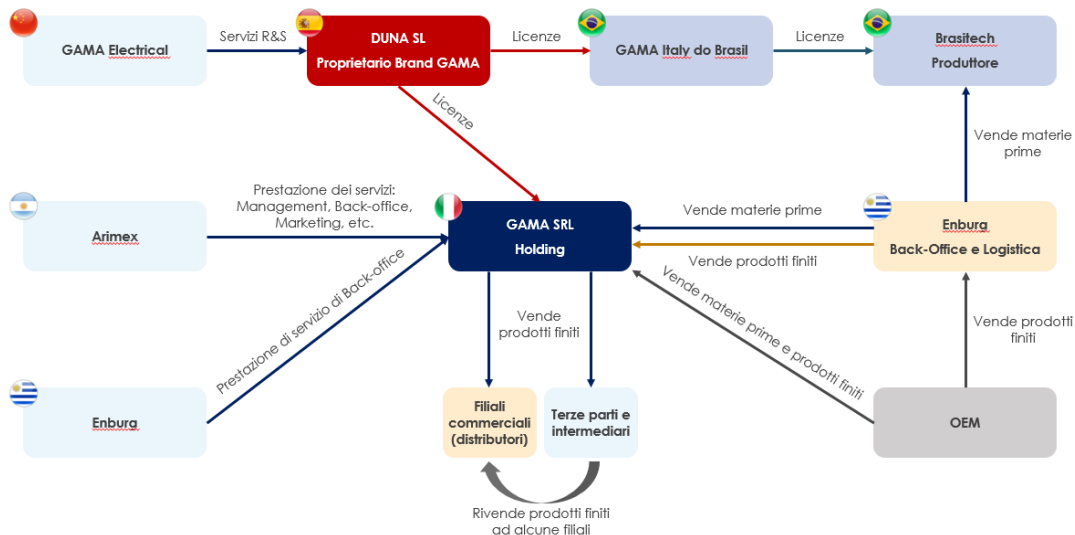 GAMA Electrical
Servizi R&S
DUNA SL
Proprietario Brand GAMA
Licenze
GAMA Italy do Brasil
Licenze
Brasitech
Produttore
Licenze
Vende materie
prime
Arimex
Prestazione dei servizi:
Management, Back-office,
Marketing, etc.
GAMA SRL
Holding
Vende materie prime
Vende prodotti finiti
Enburg
Back-Office e Logistica
Prestazione di servizio di Back-office
Vende
prodotti finiti
Vende materie prime e prodotti finiti
Vende prodotti
finiti
Enburg
Filiali
commerciali
(distributori)
Terze parti e
intermediari
OEM
Rivende prodotti finiti
ad alcune filiali